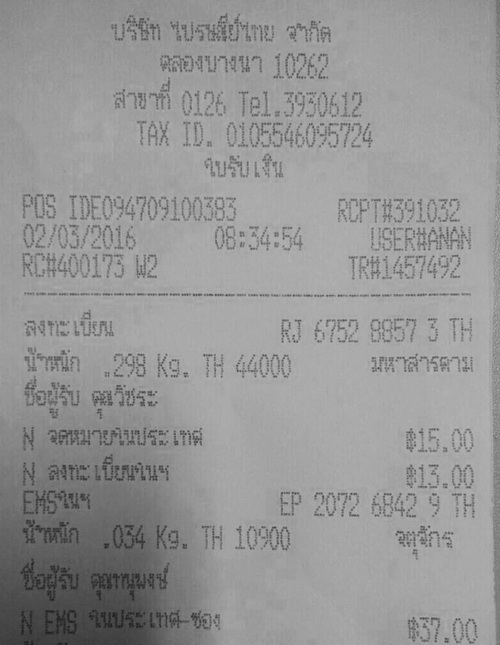 บริษัท ไปรษณีย์ไทย จำกัด
คลองบางนา 10262
สาขาที่ 0126 Tel.3930612
TAX ID. 0105546095724
ใบรับเงิน
POS IDE094709100383 RCPT#391032
02/03/2016 08:34:54 USER#ANAN
RC#400173 W2 TR#1457492
ลงทะเบียน RJ 6752 8857 3 TH
น้ำหนัก .298 Kg. TH 44000 มหาสารคาม
ชื่อผู้รับ คุณวัชระ
N จดหมายในประเทศ ฿15.00
N ลงทะเบียนในฯ ฿13.00
EMSในฯ EP 2072 6842 9 TH
น้ำหนัก .034 Kg. TH 10900 จตุจักร
ชื่อผู้รับ
N EMS ในประเทศ-ซอง ฿37.00